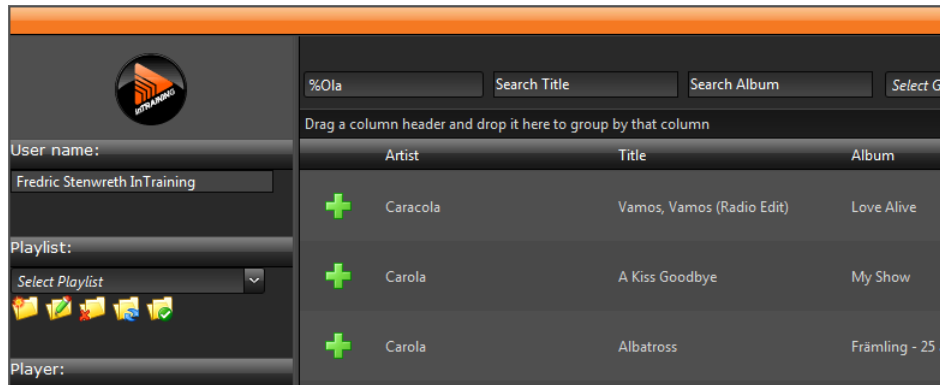 InTRAINING
User name:
Fredric Stenwreth InTraining
Playlist:
Select Playlist
Player:
%Ola Search Title Search Album Select G
Drag a column header and drop it here to group by that column
Artist Title Album
Caracola Vamos, Vamos (Radio Edit) Love Alive
Carola A Kiss Goodbye My Show
Carola Albatross Främling - 25